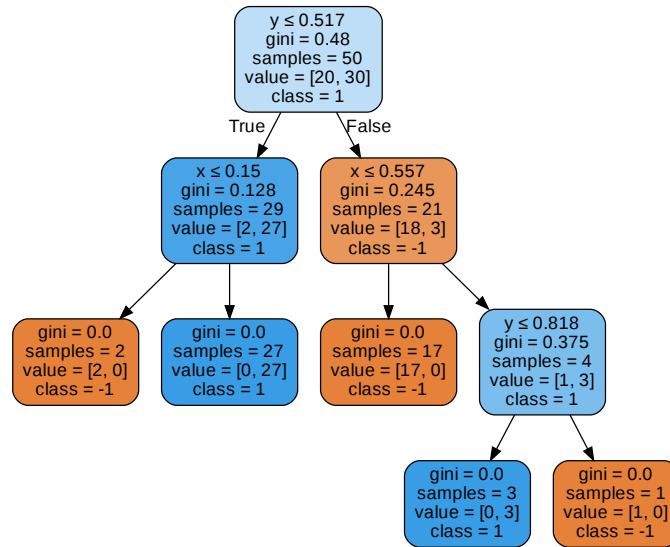 y ≤ 0.517
gini = 0.48
samples = 50
value = [20, 30]
class = 1
True
False
x ≤ 0.15
gini = 0.128
samples = 29
value = [2, 27]
class = 1
x ≤ 0.557
gini = 0.245
samples = 21
value = [18, 3]
class = -1
gini = 0.0
samples = 2
value = [2, 0]
class = -1
gini = 0.0
samples = 27
value = [0, 27]
class = 1
gini = 0.0
samples = 17
value = [17, 0]
class = -1
y ≤ 0.818
gini = 0.375
samples = 4
value = [1, 3]
class = 1
gini = 0.0
samples = 3
value = [0, 3]
class = 1
gini = 0.0
samples = 1
value = [1, 0]
class = -1